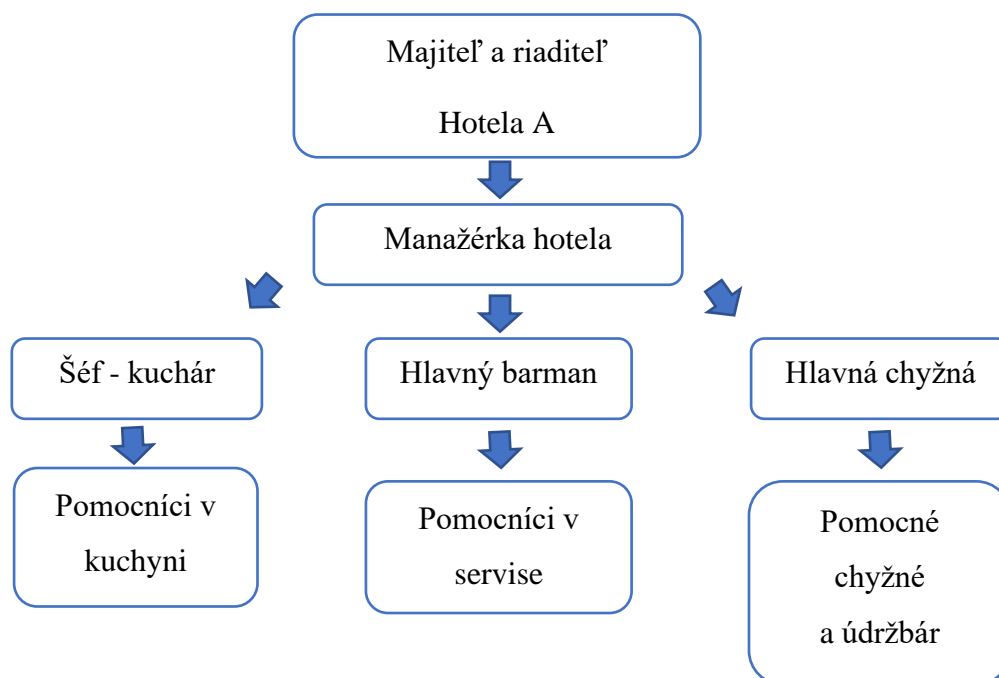 Majiteľ a riaditeľ
Hotela A
Manažérka hotela
Šéf - kuchár
Hlavný barman
Hlavná chyžná
Pomocníci v
kuchyni
Pomocníci v
servise
Pomocné
chyžné
a údržbár